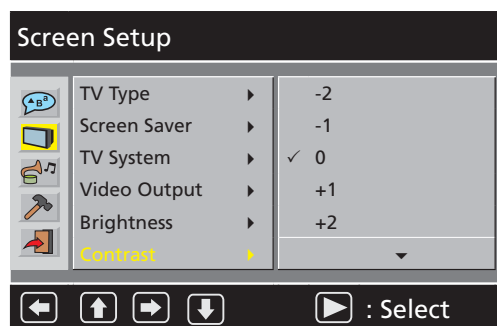 Screen Setup
TV Type
Screen Saver
TV System
Video Output
Brightness
Contrast
-2
-1
✓ 0
+1
+2
: Select